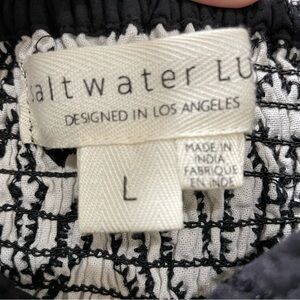 altwater LU
DESIGNED IN LOS ANGELES
L
MADE IN
INDIA
FABRIQUE
EN INDE